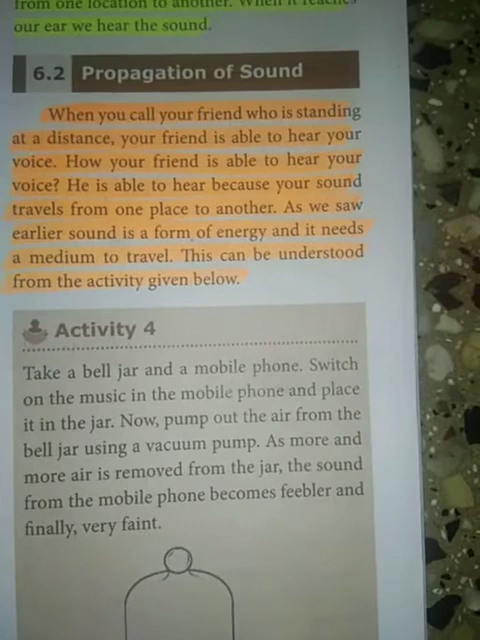 from one location to another. When it reaches
our ear we hear the sound.
6.2 Propagation of Sound
When you call your friend who is standing
at a distance, your friend is able to hear your
voice. How your friend is able to hear your
voice? He is able to hear because your sound
travels from one place to another. As we saw
earlier sound is a form of energy and it needs
a medium to travel. This can be understood
from the activity given below.
Activity 4
Take a bell jar and a mobile phone. Switch
on the music in the mobile phone and place
it in the jar. Now, pump out the air from the
bell jar using a vacuum pump. As more and
more air is removed from the jar, the sound
from the mobile phone becomes feebler and
finally, very faint.